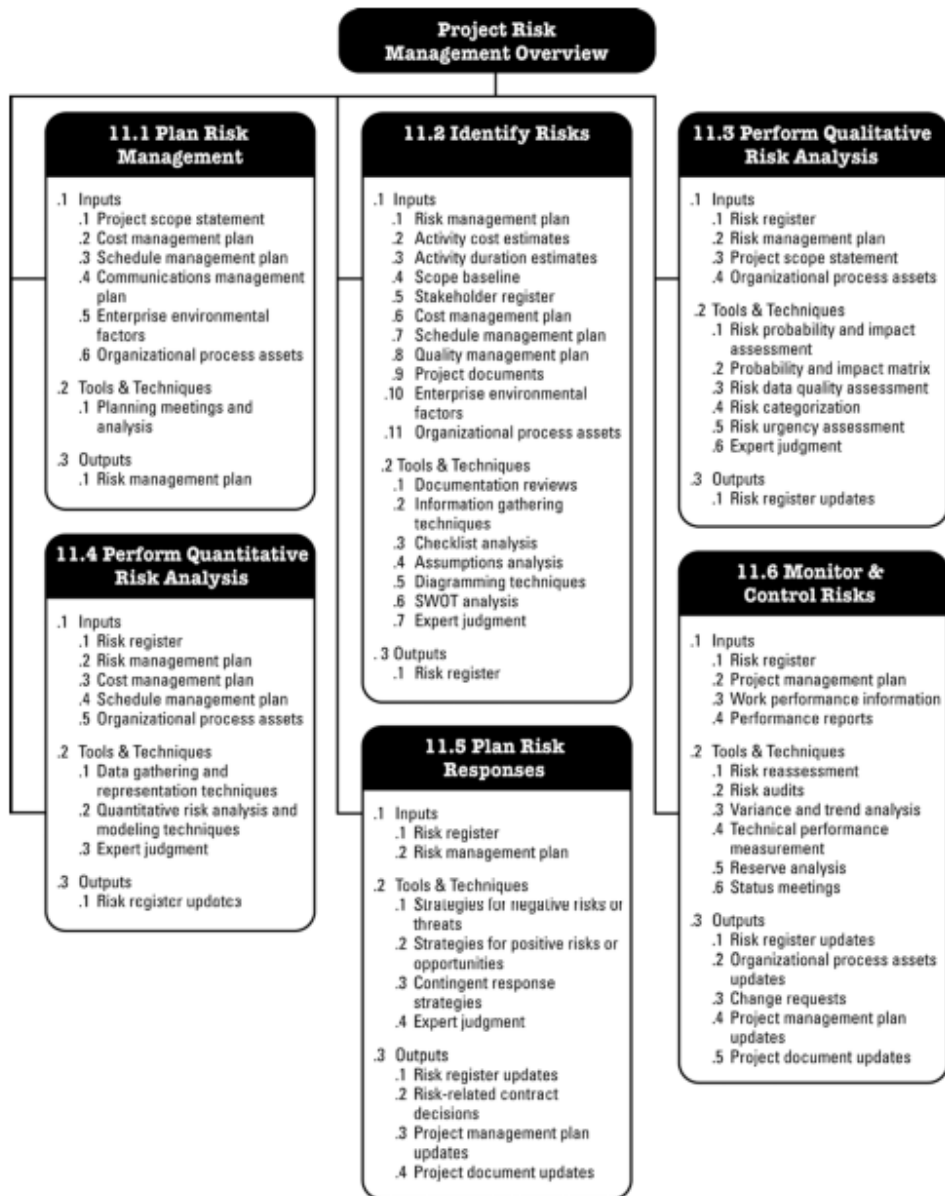 Project Risk
Management Overview
11.1 Plan Risk
Management
.1 Inputs
.1 Project scope statement
.2 Cost management plan
.3 Schedule management plan
.4 Communications management
plan
.5 Enterprise environmental
factors
.6 Organizational process assets
.2 Tools & Techniques
.1 Planning meetings and
analysis
.3 Outputs
.1 Risk management plan
11.2 Identify Risks
.1 Inputs
.1 Risk management plan
.2 Activity cost estimates
.3 Activity duration estimates
.4 Scope baseline
.5 Stakeholder register
.6 Cost management plan
.7 Schedule management plan
.8 Quality management plan
.9 Project documents
.10 Enterprise environmental
factors
.11 Organizational process assets
.2 Tools & Techniques
.1 Documentation reviews
.2 Information gathering
techniques
.3 Checklist analysis
.4 Assumptions analysis
.5 Diagramming techniques
.6 SWOT analysis
.7 Expert judgment
.3 Outputs
.1 Risk register
11.3 Perform Qualitative
Risk Analysis
.1 Inputs
.1 Risk register
.2 Risk management plan
.3 Project scope statement
.4 Organizational process assets
.2 Tools & Techniques
.1 Risk probability and impact
assessment
.2 Probability and impact matrix
.3 Risk data quality assessment
.4 Risk categorization
.5 Risk urgency assessment
.6 Expert judgment
.3 Outputs
.1 Risk register updates
11.4 Perform Quantitative
Risk Analysis
.1 Inputs
.1 Risk register
.2 Risk management plan
.3 Cost management plan
.4 Schedule management plan
.5 Organizational process assets
.2 Tools & Techniques
.1 Data gathering and
representation techniques
.2 Quantitative risk analysis and
modeling techniques
.3 Expert judgment
.3 Outputs
.1 Risk register updates
11.5 Plan Risk
Responses
.1 Inputs
.1 Risk register
.2 Risk management plan
.2 Tools & Techniques
.1 Strategies for negative risks or
threats
.2 Strategies for positive risks or
opportunities
.3 Contingent response
strategies
.4 Expert judgment
.3 Outputs
.1 Risk register updates
.2 Risk-related contract
decisions
.3 Project management plan
updates
.4 Project document updates
11.6 Monitor &
Control Risks
.1 Inputs
.1 Risk register
.2 Project management plan
.3 Work performance information
.4 Performance reports
.2 Tools & Techniques
.1 Risk reassessment
.2 Risk audits
.3 Variance and trend analysis
.4 Technical performance
measurement
.5 Reserve analysis
.6 Status meetings
.3 Outputs
.1 Risk register updates
.2 Organizational process assets
updates
.3 Change requests
.4 Project management plan
updates
.5 Project document updates